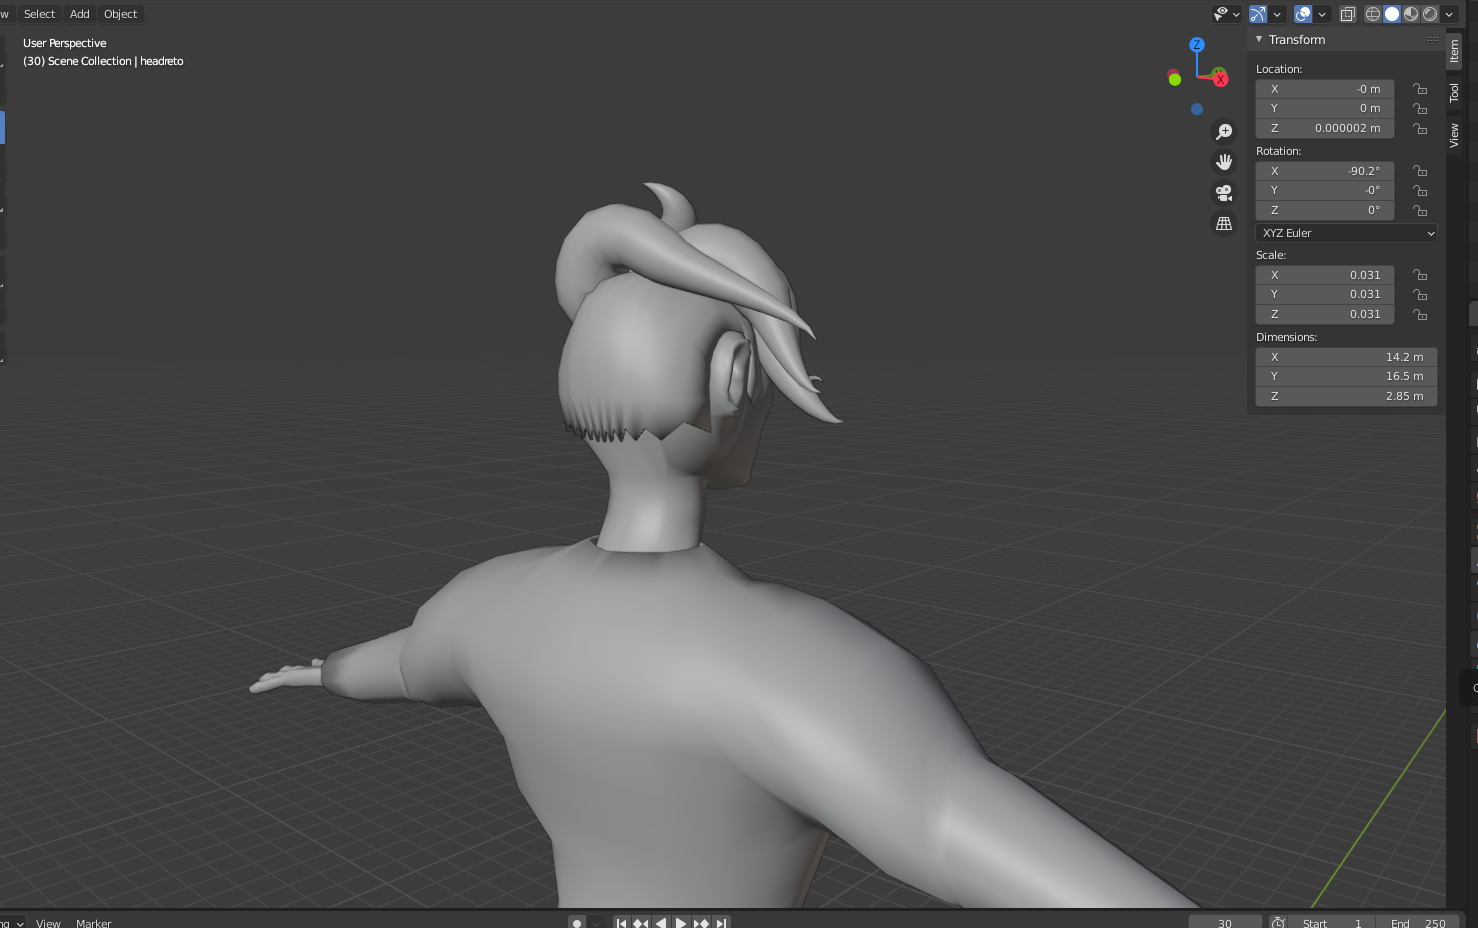 w Select Add Object
User Perspective
(30) Scene Collection | headreto
Z
X
Transform
Item
Tool
View
Location:
X -0 m
Y 0 m
Z 0.000002 m
Rotation:
X -90.2°
Y -0°
Z 0°
XYZ Euler
Scale:
X 0.031
Y 0.031
Z 0.031
Dimensions:
X 14.2 m
Y 16.5 m
Z 2.85 m
ng View Marker
30 Start 1 End 250